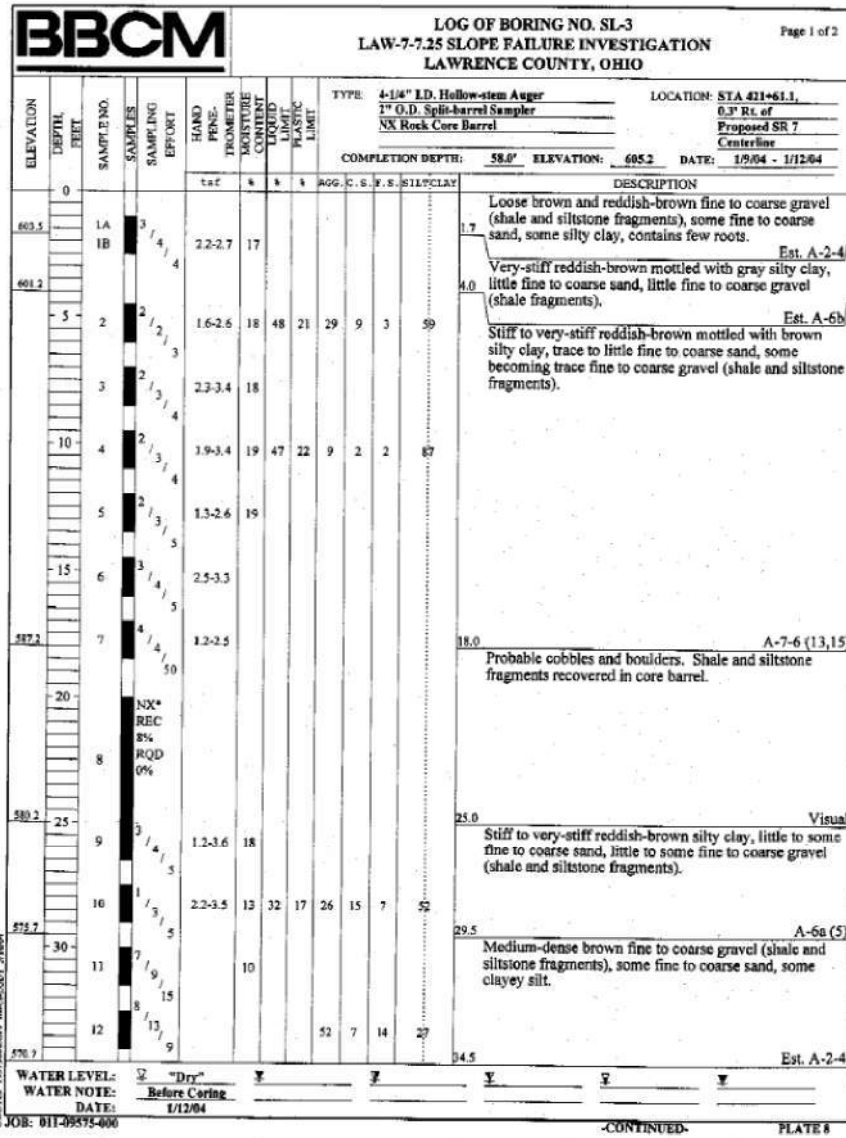 BBCM
LOG OF BORING NO. SL-3
LAW-7-7.25 SLOPE FAILURE INVESTIGATION
LAWRENCE COUNTY, OHIO
Page 1 of 2
ELEVATION
DEPTH, FEET
SAMPLE NO.
SAMPLES
SAMPLING EFFORT
HAND PENE-TROMETER
MOISTURE CONTENT
LIQUID LIMIT
PLASTIC LIMIT
TYPE: 4-1/4" I.D. Hollow-stem Auger
2" O.D. Split-barrel Sampler
NX Rock Core Barrel
LOCATION: STA 421+61.1,
0.3' Rt. of
Proposed SR 7
Centerline
COMPLETION DEPTH: 58.0' ELEVATION: 605.2 DATE: 1/9/04 - 1/12/04
tsf % % % AGG. C.S. F.S. SILT CLAY DESCRIPTION
0
Loose brown and reddish-brown fine to coarse gravel
(shale and siltstone fragments), some fine to coarse
sand, some silty clay, contains few roots.
603.5 1A 3/4/4 1.7
1B 2.2-2.7 17
Est. A-2-4
Very-stiff reddish-brown mottled with gray silty clay,
little fine to coarse sand, little fine to coarse gravel
(shale fragments).
601.2 4.0
Est. A-6b
5 2 2/2/3 1.6-2.6 18 48 21 29 9 3 59
Stiff to very-stiff reddish-brown mottled with brown
silty clay, trace to little fine to coarse sand, some
becoming trace fine to coarse gravel (shale and siltstone
fragments).
3 2/3/4 2.3-3.4 18
10 4 2/3/4 1.9-3.4 19 47 22 9 2 2 87
5 2/3/5 1.3-2.6 19
15 6 3/4/5 2.5-3.3
587.2 7 4/4/50 1.2-2.5 18.0 A-7-6 (13,15)
Probable cobbles and boulders. Shale and siltstone
fragments recovered in core barrel.
20
NX*
REC
8%
RQD
0%
8
580.2 25 25.0 Visual
9 3/4/5 1.2-3.6 18
Stiff to very-stiff reddish-brown silty clay, little to some
fine to coarse sand, little to some fine to coarse gravel
(shale and siltstone fragments).
10 1/3/5 2.2-3.5 13 32 17 26 15 7 52
575.7 29.5 A-6a (5)
30
Medium-dense brown fine to coarse gravel (shale and
siltstone fragments), some fine to coarse sand, some
clayey silt.
11 7/9/15 10
12 8/13/9 52 7 14 27
570.7 34.5 Est. A-2-4
WATER LEVEL: "Dry"
WATER NOTE: Before Coring
DATE: 1/12/04
JOB: 011-09575-000
-CONTINUED-
PLATE 8